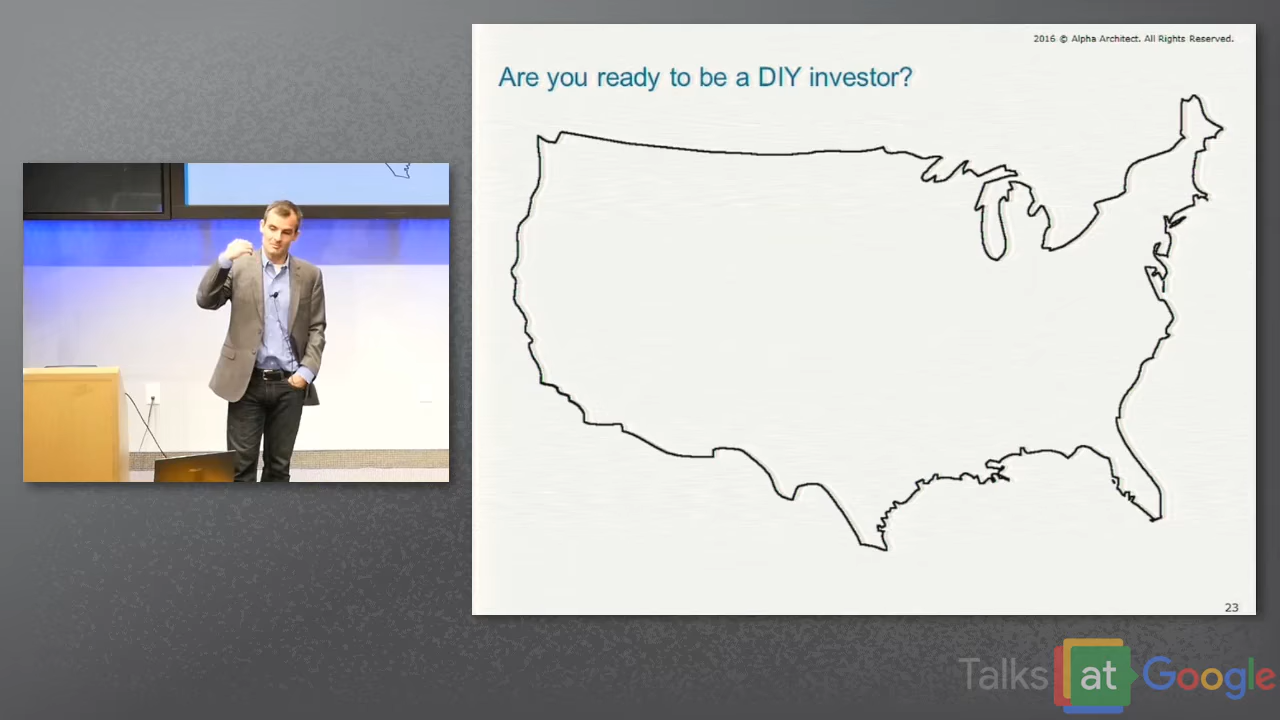 2016 © Alpha Architect. All Rights Reserved.
Are you ready to be a DIY investor?
23
Talks at Google